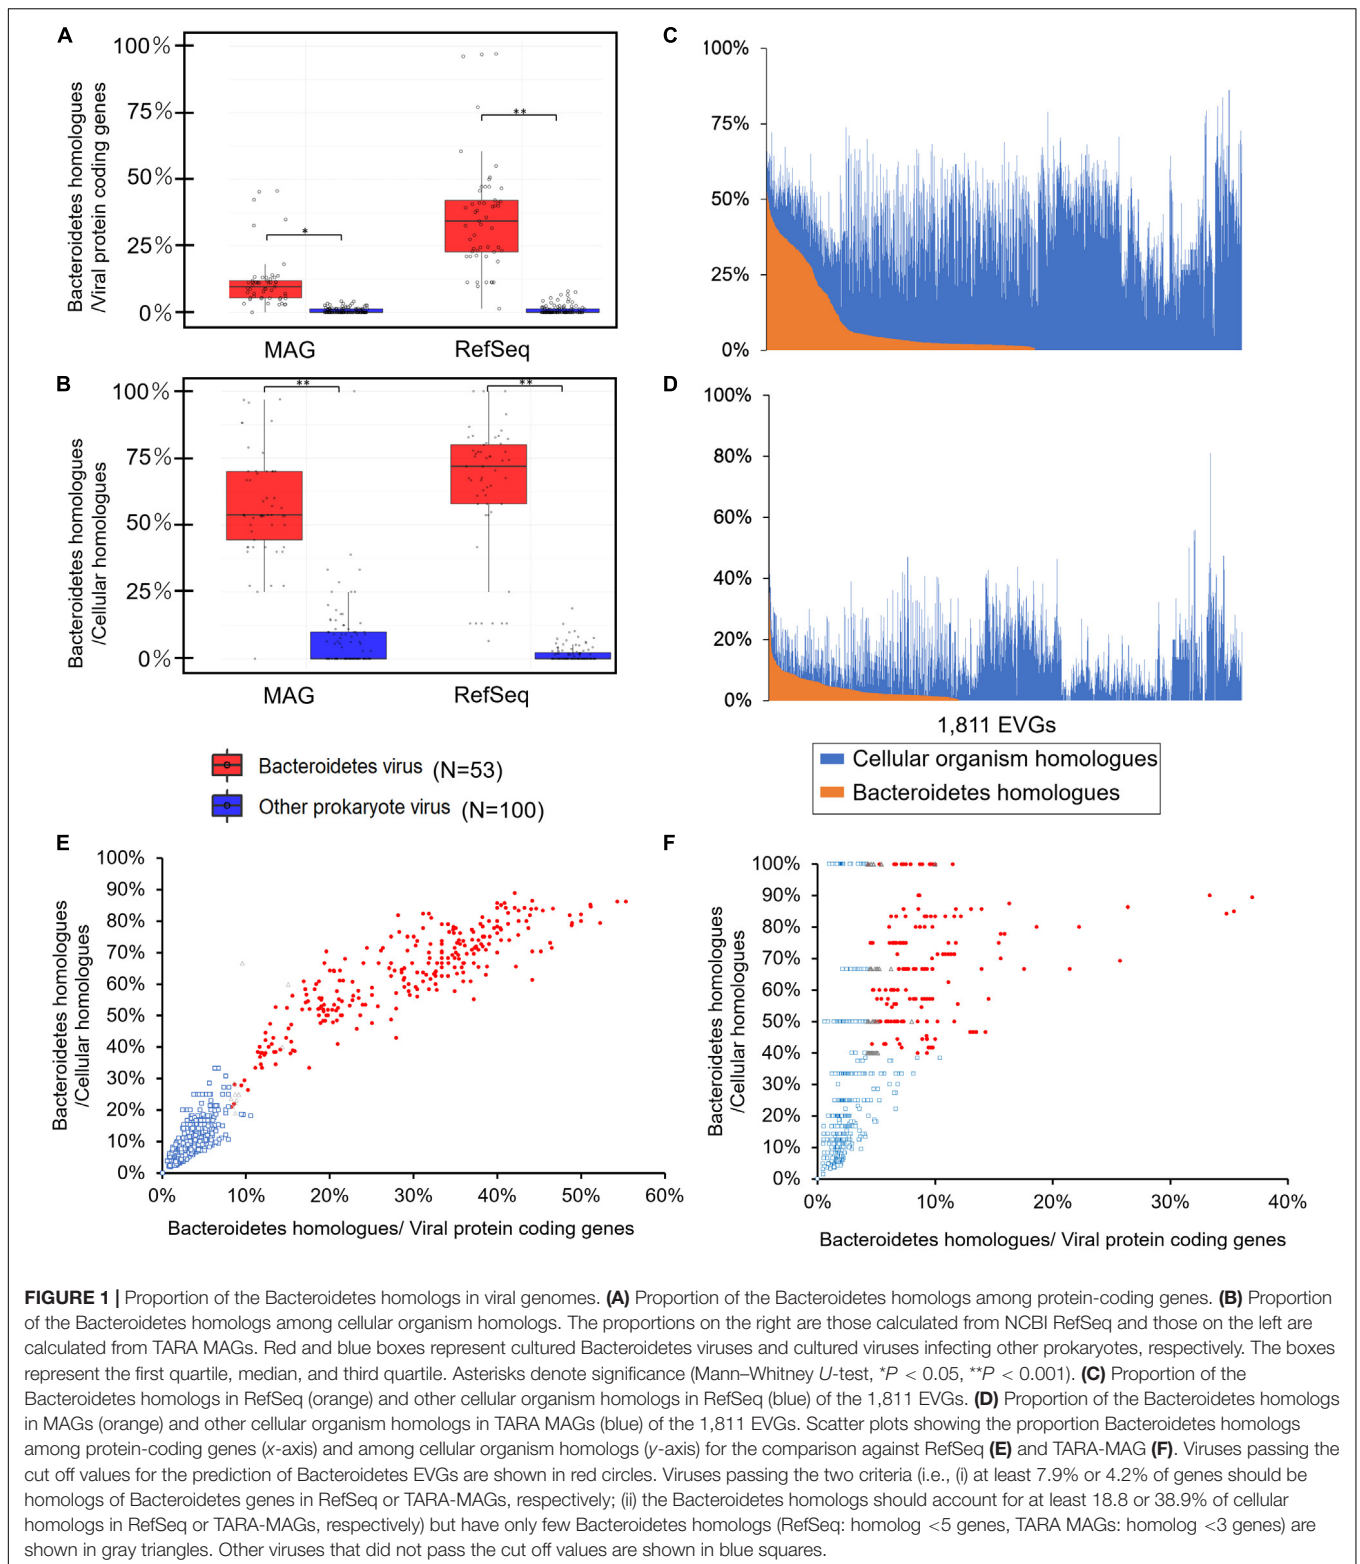 A
Bacteroidetes homologues
/Viral protein coding genes
100%
75%
50%
25%
0%
*
**
MAG
RefSeq
B
Bacteroidetes homologues
/Cellular homologues
100%
75%
50%
25%
0%
**
**
MAG
RefSeq
Bacteroidetes virus (N=53)
Other prokaryote virus (N=100)
C
100%
75%
50%
25%
0%
D
100%
80%
60%
40%
20%
0%
1,811 EVGs
Cellular organism homologues
Bacteroidetes homologues
E
Bacteroidetes homologues
/Cellular homologues
100%
90%
80%
70%
60%
50%
40%
30%
20%
10%
0%
0% 10% 20% 30% 40% 50% 60%
Bacteroidetes homologues/ Viral protein coding genes
F
Bacteroidetes homologues
/Cellular homologues
100%
90%
80%
70%
60%
50%
40%
30%
20%
10%
0%
0% 10% 20% 30% 40%
Bacteroidetes homologues/ Viral protein coding genes
FIGURE 1 | Proportion of the Bacteroidetes homologs in viral genomes. (A) Proportion of the Bacteroidetes homologs among protein-coding genes. (B) Proportion
of the Bacteroidetes homologs among cellular organism homologs. The proportions on the right are those calculated from NCBI RefSeq and those on the left are
calculated from TARA MAGs. Red and blue boxes represent cultured Bacteroidetes viruses and cultured viruses infecting other prokaryotes, respectively. The boxes
represent the first quartile, median, and third quartile. Asterisks denote significance (Mann–Whitney U-test, *P < 0.05, **P < 0.001). (C) Proportion of the
Bacteroidetes homologs in RefSeq (orange) and other cellular organism homologs in RefSeq (blue) of the 1,811 EVGs. (D) Proportion of the Bacteroidetes homologs
in MAGs (orange) and other cellular organism homologs in TARA MAGs (blue) of the 1,811 EVGs. Scatter plots showing the proportion Bacteroidetes homologs
among protein-coding genes (x-axis) and among cellular organism homologs (y-axis) for the comparison against RefSeq (E) and TARA-MAG (F). Viruses passing the
cut off values for the prediction of Bacteroidetes EVGs are shown in red circles. Viruses passing the two criteria (i.e., (i) at least 7.9% or 4.2% of genes should be
homologs of Bacteroidetes genes in RefSeq or TARA-MAGs, respectively; (ii) the Bacteroidetes homologs should account for at least 18.8 or 38.9% of cellular
homologs in RefSeq or TARA-MAGs, respectively) but have only few Bacteroidetes homologs (RefSeq: homolog <5 genes, TARA MAGs: homolog <3 genes) are
shown in gray triangles. Other viruses that did not pass the cut off values are shown in blue squares.